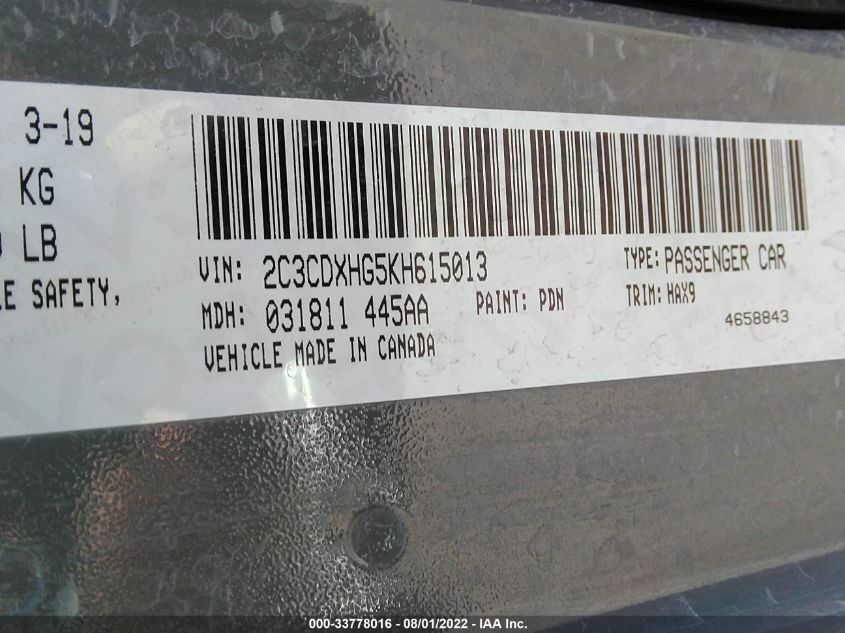 3-19
KG
LB
LE SAFETY,
VIN: 2C3CDXHG5KH615013
TYPE: PASSENGER CAR
MDH: 031811 445AA
PAINT: PDN
TRIM: HAX9
4658843
VEHICLE MADE IN CANADA
000-33778016 - 08/01/2022 - IAA Inc.